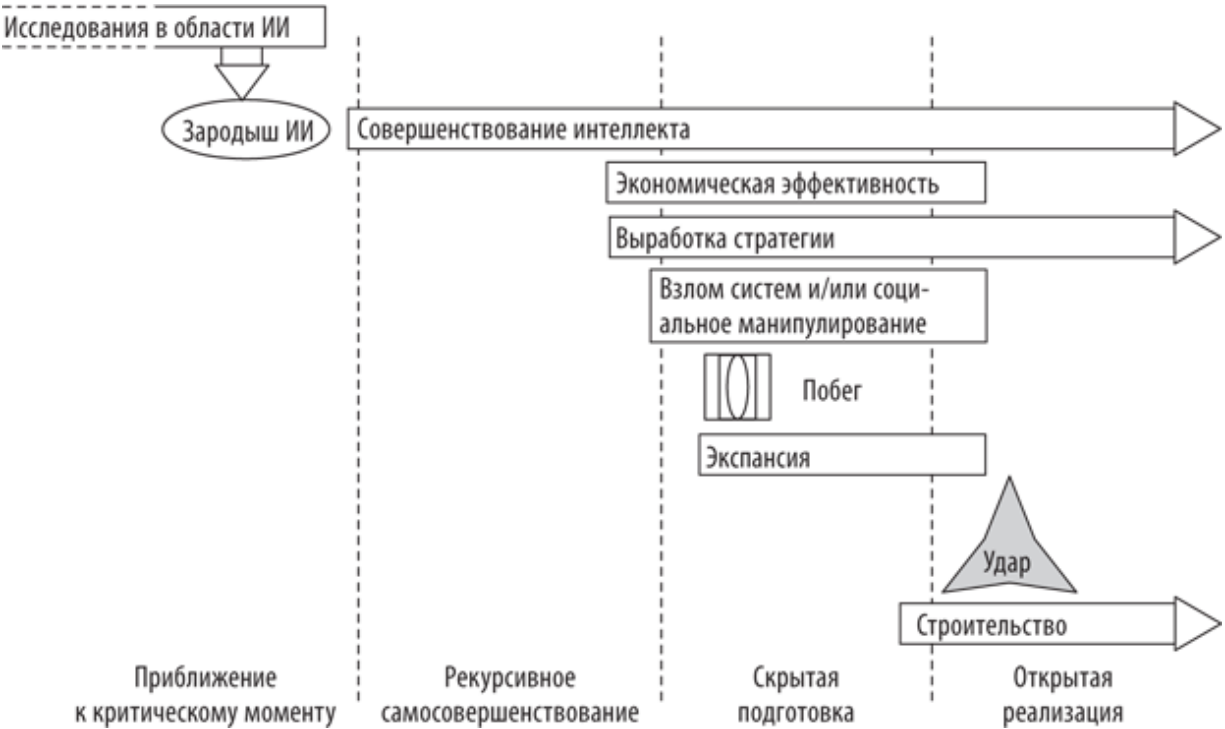 Исследования в области ИИ
Зародыш ИИ
Совершенствование интеллекта
Экономическая эффективность
Выработка стратегии
Взлом систем и/или соци-
альное манипулирование
Побег
Экспансия
Удар
Строительство
Приближение
к критическому моменту
Рекурсивное
самосовершенствование
Скрытая
подготовка
Открытая
реализация